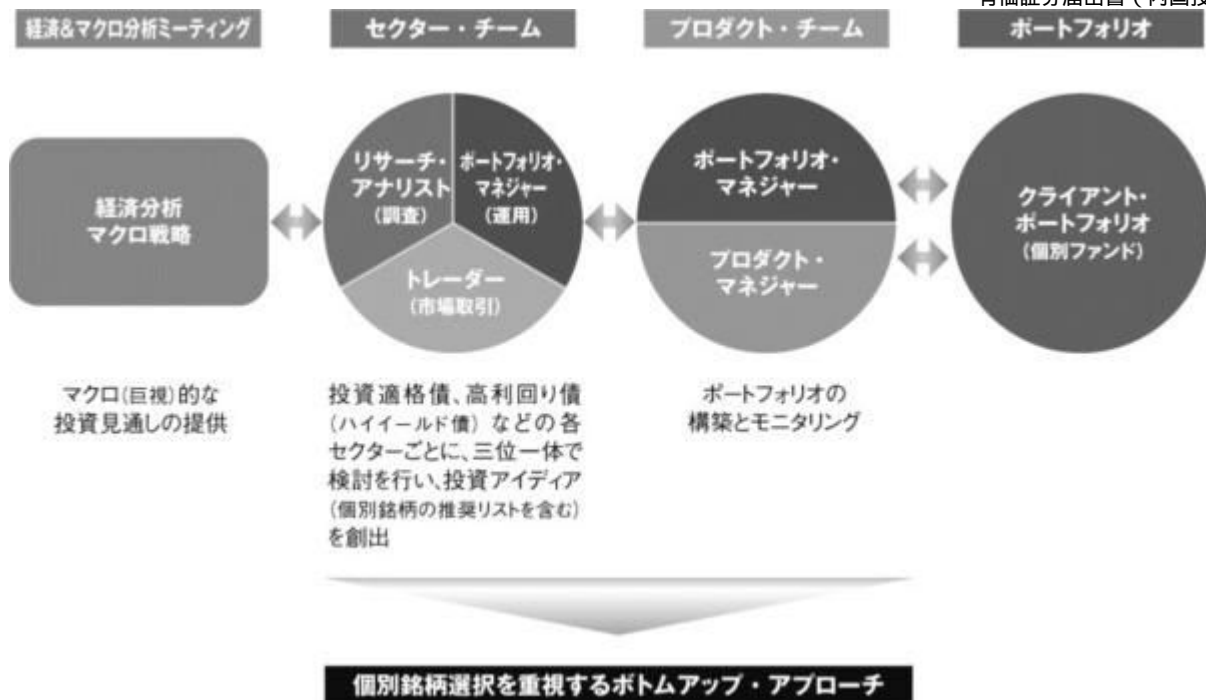 有価証券届出書（内国投
経済&マクロ分析ミーティング
セクター・チーム
プロダクト・チーム
ポートフォリオ
経済分析
マクロ戦略
リサーチ・
アナリスト
(調査)
ポートフォリオ・
マネジャー
(運用)
トレーダー
(市場取引)
ポートフォリオ・
マネジャー
プロダクト・
マネジャー
クライアント・
ポートフォリオ
(個別ファンド)
マクロ(巨視)的な
投資見通しの提供
投資適格債、高利回り債
(ハイイールド債) などの各
セクターごとに、三位一体で
検討を行い、投資アイディア
(個別銘柄の推奨リストを含む)
を創出
ポートフォリオの
構築とモニタリング
個別銘柄選択を重視するボトムアップ・アプローチ